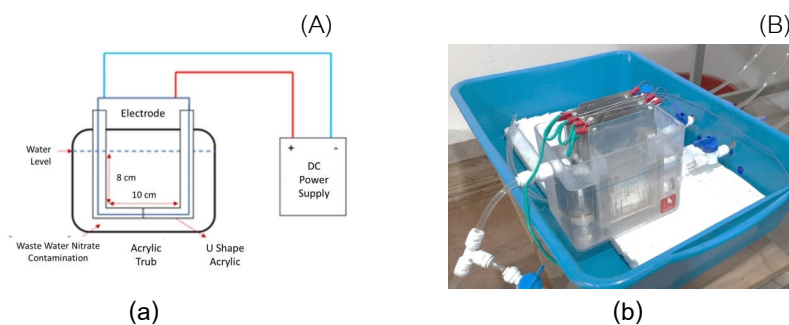 (A)
Electrode
Water
Level
8 cm
10 cm
+ -
DC
Power
Supply
Waste Water Nitrate
Contamination
Acrylic
Trub
U Shape
Acrylic
(a)
(B)
(b)